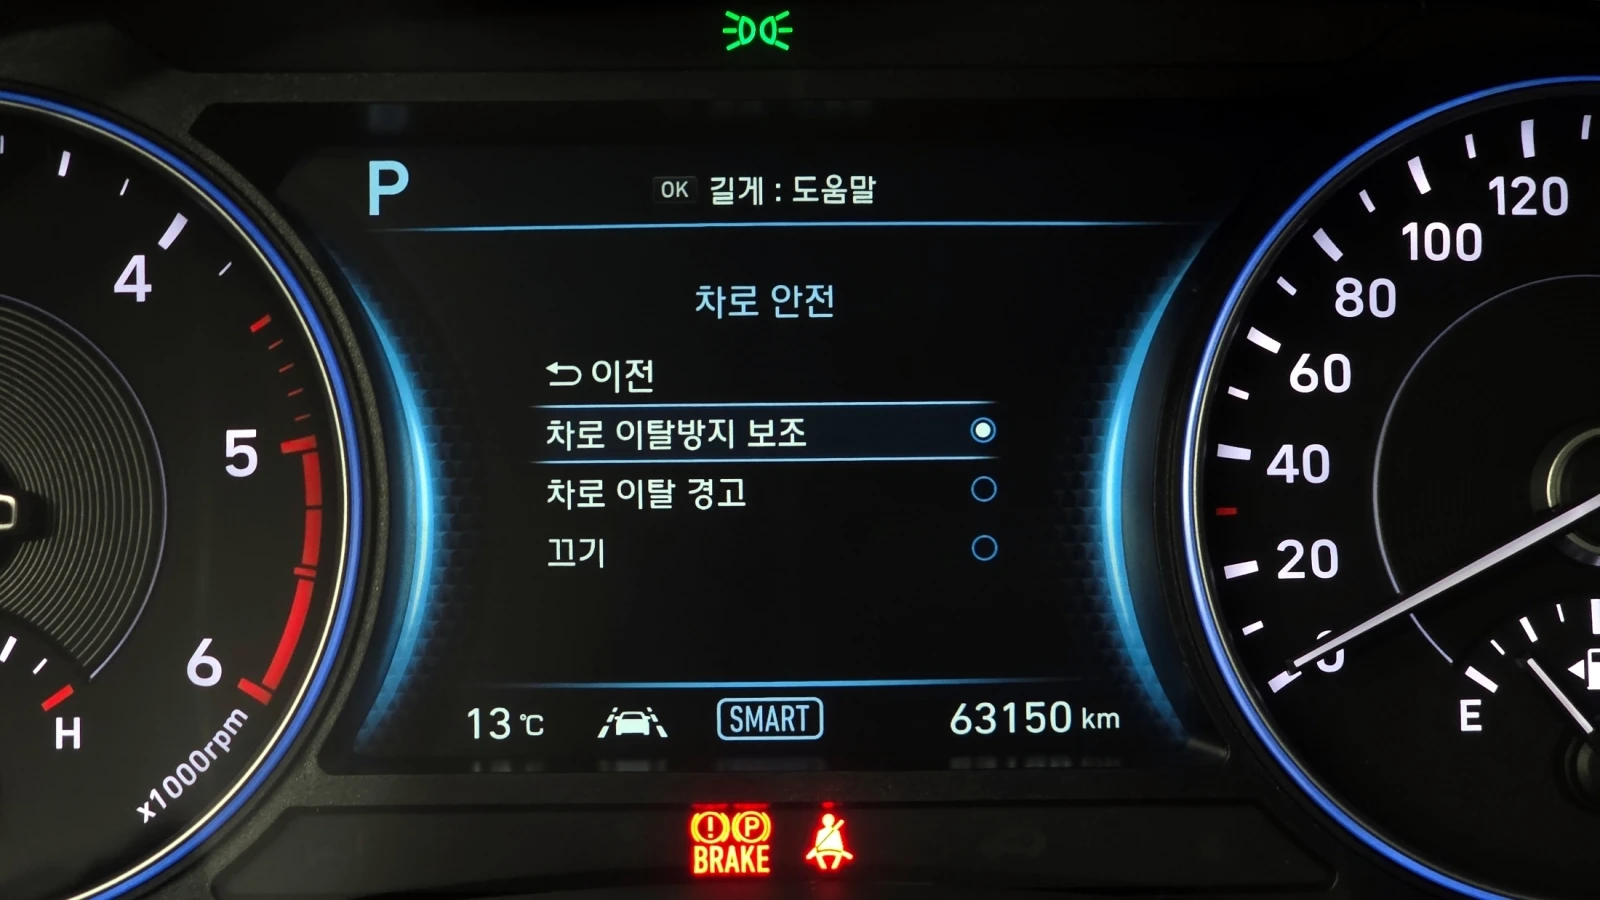 P
OK 길게 : 도움말
차로 안전
이전
차로 이탈방지 보조
차로 이탈 경고
끄기
13 ℃
SMART
63150 km
4
5
6
x1000rpm
H
120
100
80
60
40
20
0
E
P
BRAKE